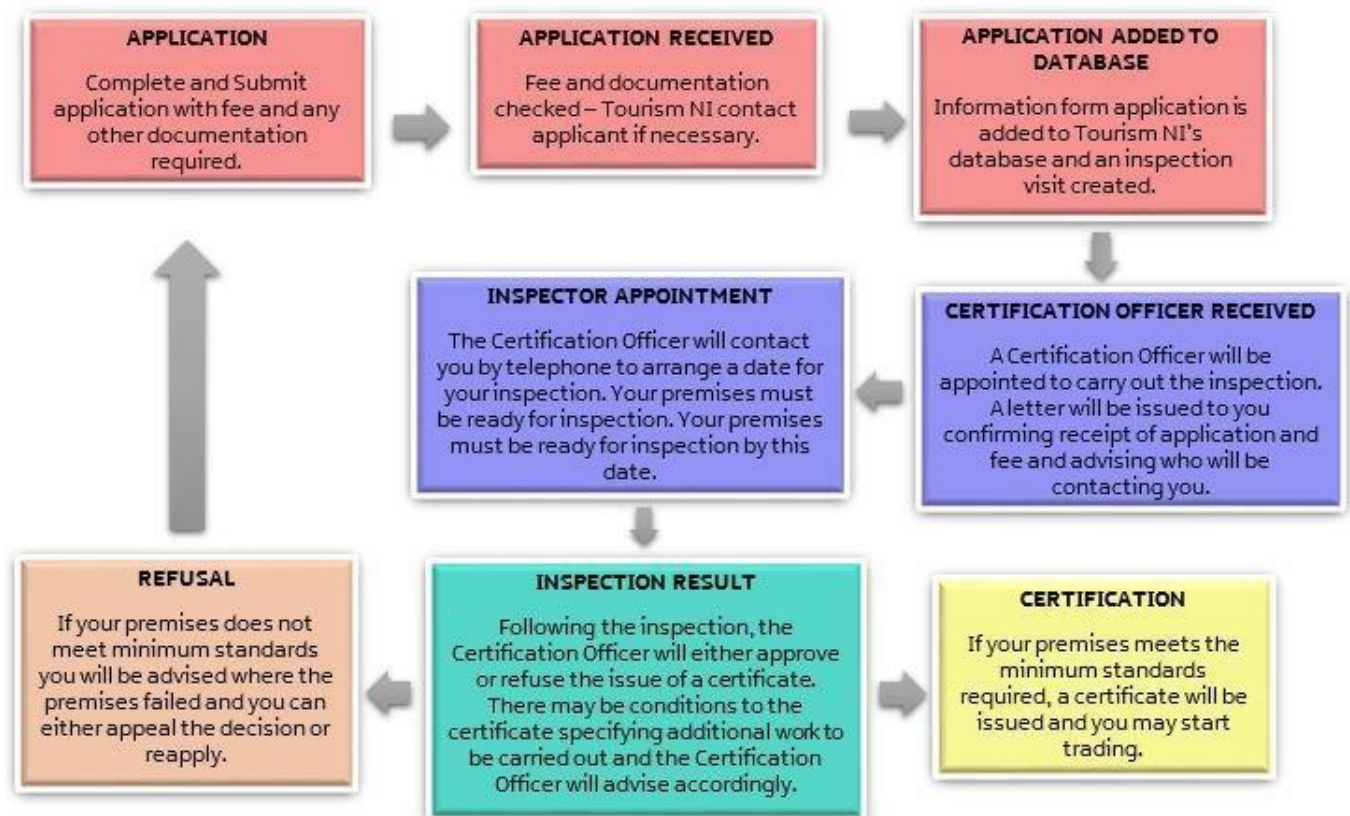 APPLICATION
Complete and Submit
application with fee and any
other documentation
required.
APPLICATION RECEIVED
Fee and documentation
checked – Tourism NI contact
applicant if necessary.
APPLICATION ADDED TO
DATABASE
Information form application is
added to Tourism NI's
database and an inspection
visit created.
CERTIFICATION OFFICER RECEIVED
A Certification Officer will be
appointed to carry out the inspection.
A letter will be issued to you
confirming receipt of application and
fee and advising who will be
contacting you.
INSPECTOR APPOINTMENT
The Certification Officer will contact
you by telephone to arrange a date for
your inspection. Your premises must
be ready for inspection. Your premises
must be ready for inspection by this
date.
INSPECTION RESULT
Following the inspection, the
Certification Officer will either approve
or refuse the issue of a certificate.
There may be conditions to the
certificate specifying additional work to
be carried out and the Certification
Officer will advise accordingly.
REFUSAL
If your premises does not
meet minimum standards
you will be advised where the
premises failed and you can
either appeal the decision or
reapply.
CERTIFICATION
If your premises meets the
minimum standards
required, a certificate will be
issued and you may start
trading.